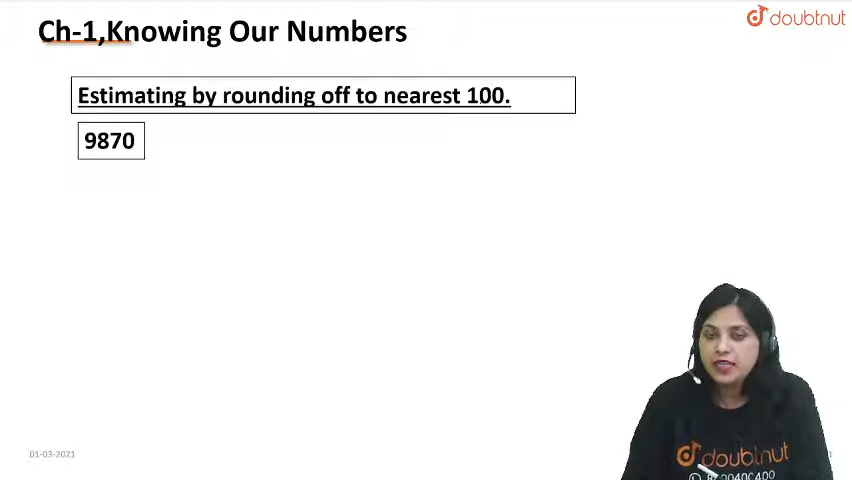 Ch-1,Knowing Our Numbers
doubtnut
Estimating by rounding off to nearest 100.
9870
doubtnut
01-03-2021